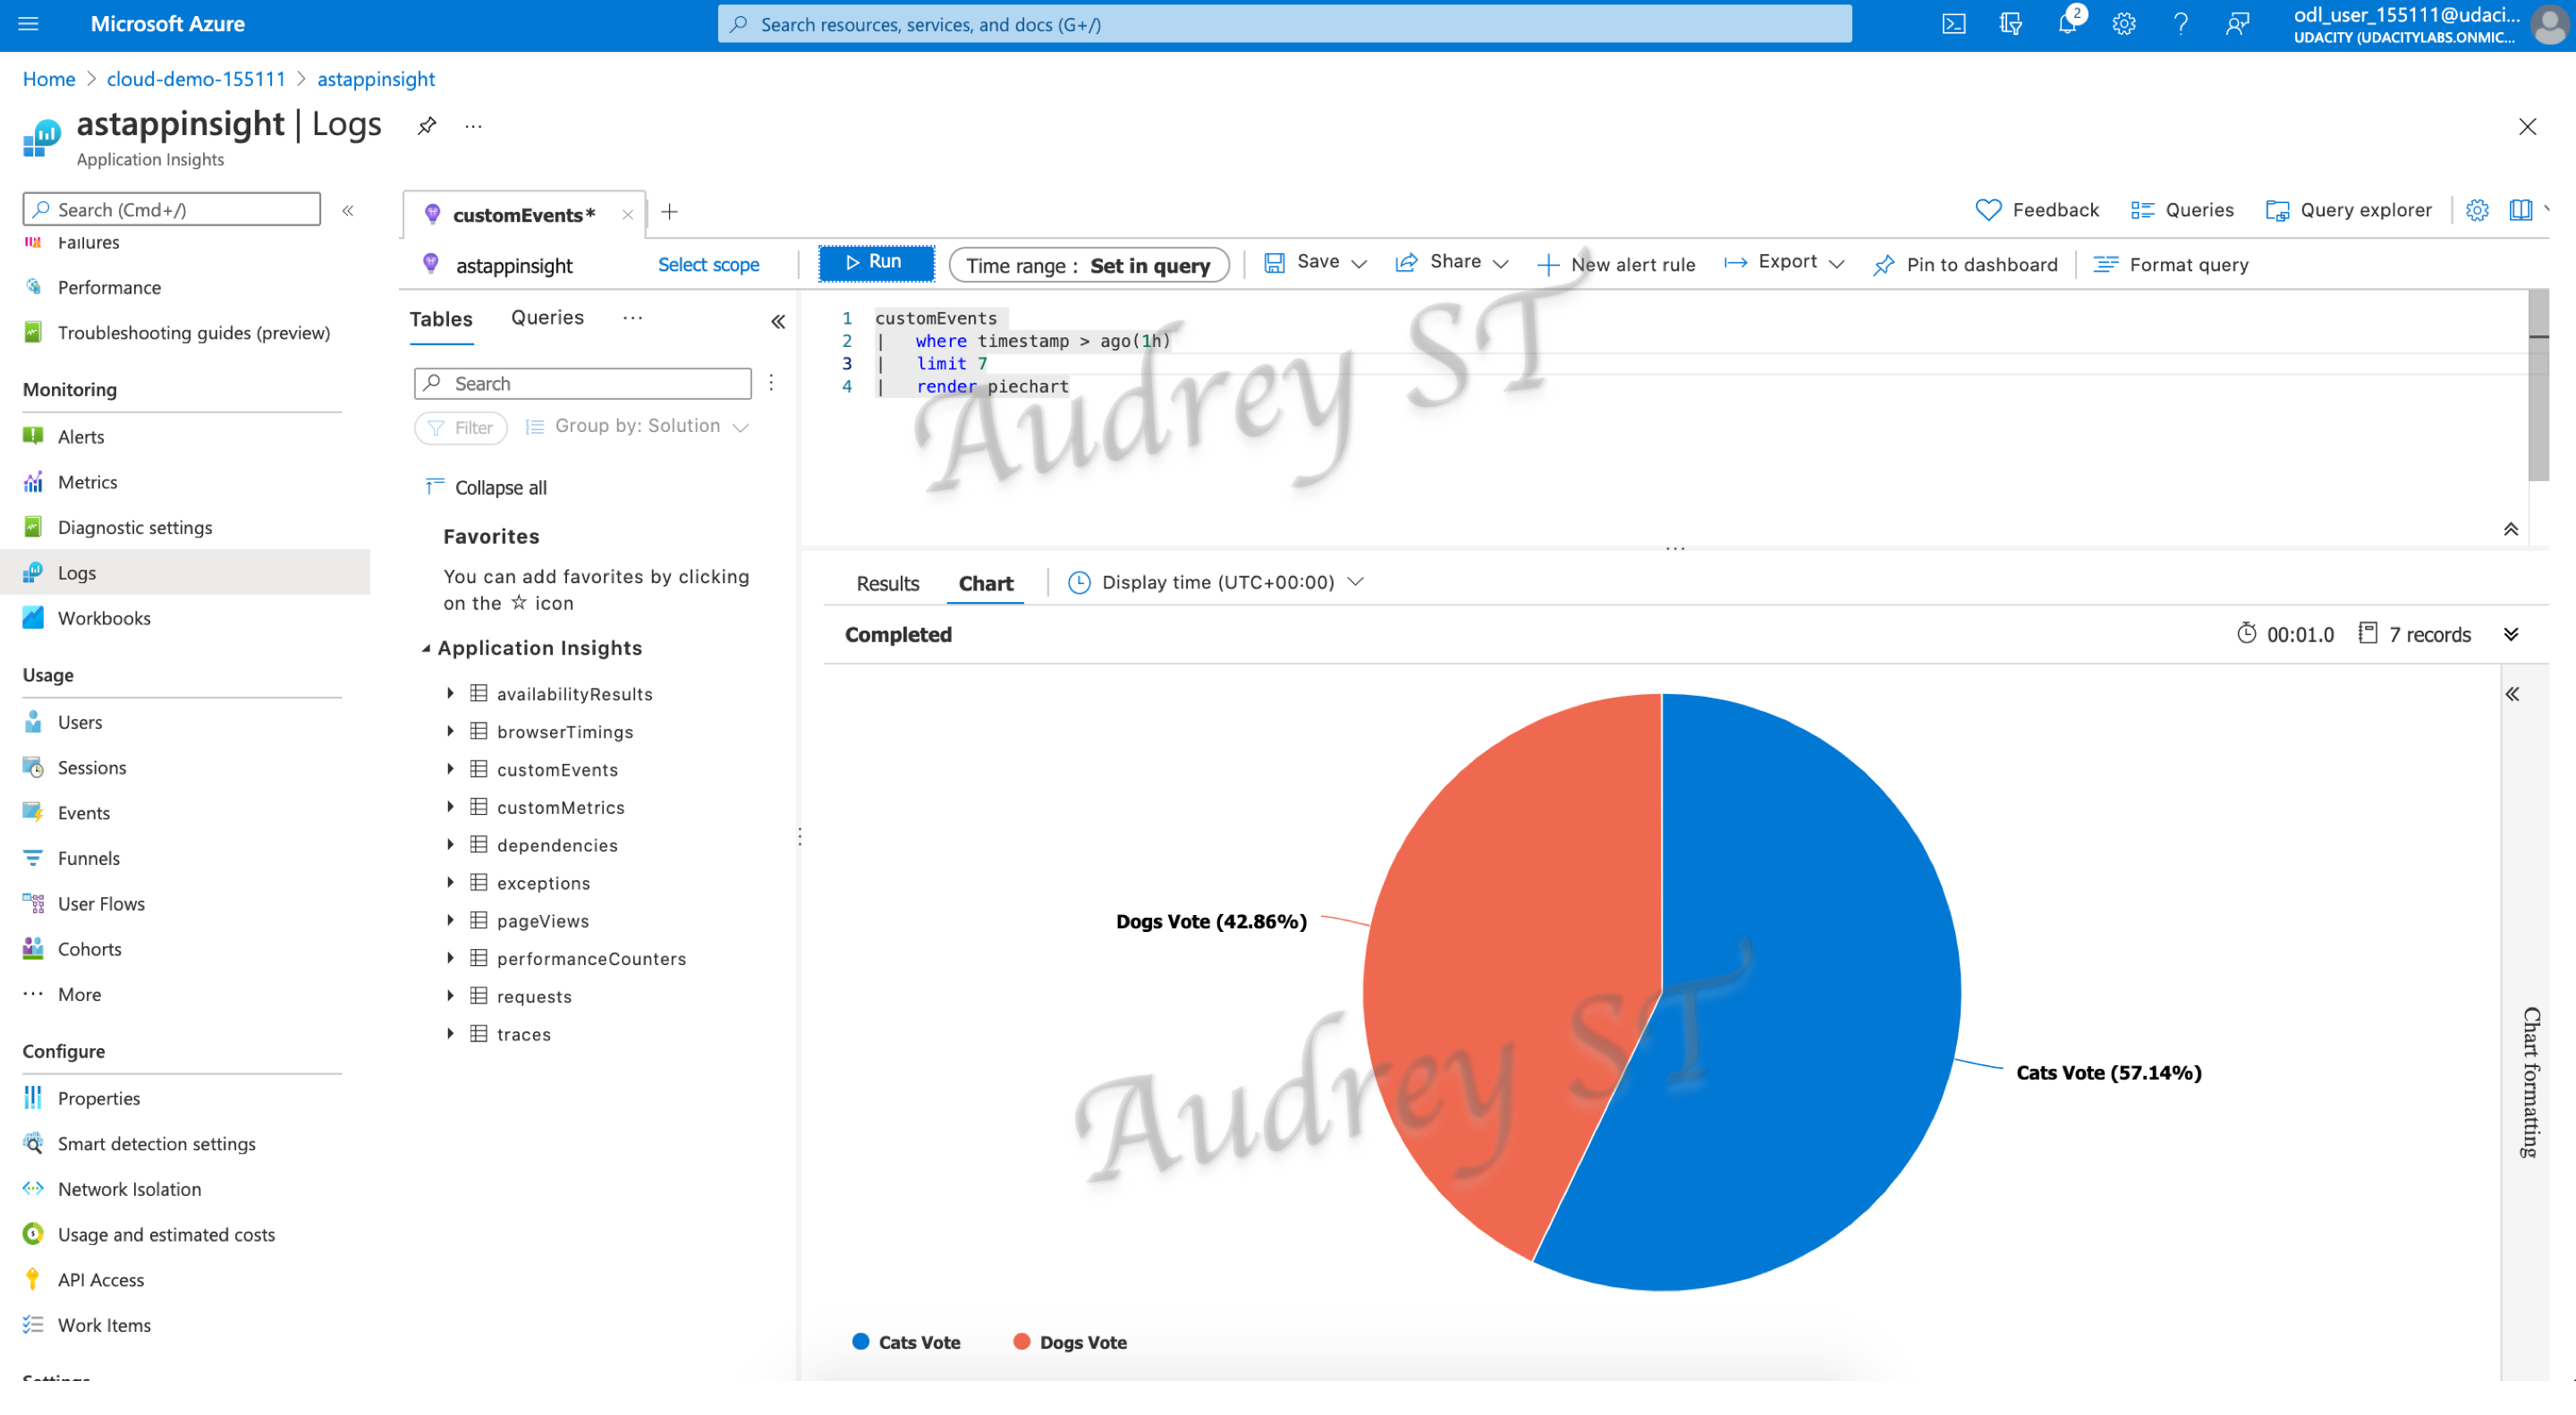 Microsoft Azure
Search resources, services, and docs (G+/)
2
odl_user_155111@udaci...
UDACITY (UDACITYLABS.ONMIC...
Home > cloud-demo-155111 > astappinsight
astappinsight | Logs
Application Insights
Search (Cmd+/)
Failures
Performance
Troubleshooting guides (preview)
Monitoring
Alerts
Metrics
Diagnostic settings
Logs
Workbooks
Usage
Users
Sessions
Events
Funnels
User Flows
Cohorts
More
Configure
Properties
Smart detection settings
Network Isolation
Usage and estimated costs
API Access
Work Items
Settings
customEvents*
Feedback
Queries
Query explorer
astappinsight
Select scope
Run
Time range : Set in query
Save
Share
New alert rule
Export
Pin to dashboard
Format query
Tables
Queries
Search
Filter
Group by: Solution
Collapse all
Favorites
You can add favorites by clicking
on the ☆ icon
Application Insights
availabilityResults
browserTimings
customEvents
customMetrics
dependencies
exceptions
pageViews
performanceCounters
requests
traces
1 customEvents
2 | where timestamp > ago(1h)
3 | limit 7
4 | render piechart
Audrey ST
Results
Chart
Display time (UTC+00:00)
Completed
00:01.0
7 records
Dogs Vote (42.86%)
Cats Vote (57.14%)
Audrey ST
Chart formatting
Cats Vote
Dogs Vote